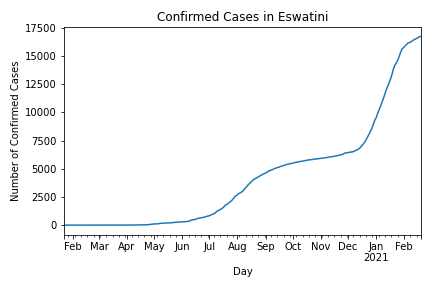 Confirmed Cases in Eswatini
17500
15000
12500
10000
7500
5000
2500
0
Number of Confirmed Cases
Feb Mar Apr May Jun Jul Aug Sep Oct Nov Dec Jan Feb
2021
Day